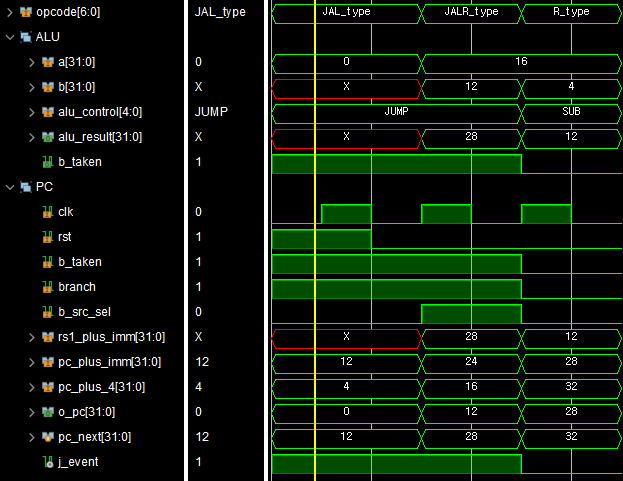 opcode[6:0] JAL_type JAL_type JALR_type R_type
ALU
a[31:0] 0 0 16
b[31:0] X X 12 4
alu_control[4:0] JUMP JUMP SUB
alu_result[31:0] X X 28 12
b_taken 1
PC
clk 0
rst 1
b_taken 1
branch 1
b_src_sel 0
rs1_plus_imm[31:0] X X 28 12
pc_plus_imm[31:0] 12 12 24 28
pc_plus_4[31:0] 4 4 16 32
o_pc[31:0] 0 0 12 28
pc_next[31:0] 12 12 28 32
j_event 1